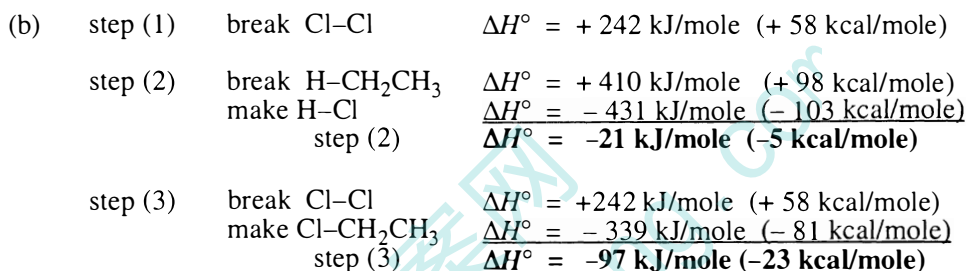 (b) step (1) break Cl–Cl ΔH° = + 242 kJ/mole (+ 58 kcal/mole)
step (2) break H–CH₂CH₃ ΔH° = + 410 kJ/mole (+ 98 kcal/mole)
make H–Cl ΔH° = – 431 kJ/mole (– 103 kcal/mole)
step (2) ΔH° = –21 kJ/mole (–5 kcal/mole)
step (3) break Cl–Cl ΔH° = +242 kJ/mole (+ 58 kcal/mole)
make Cl–CH₂CH₃ ΔH° = – 339 kJ/mole (– 81 kcal/mole)
step (3) ΔH° = –97 kJ/mole (–23 kcal/mole)